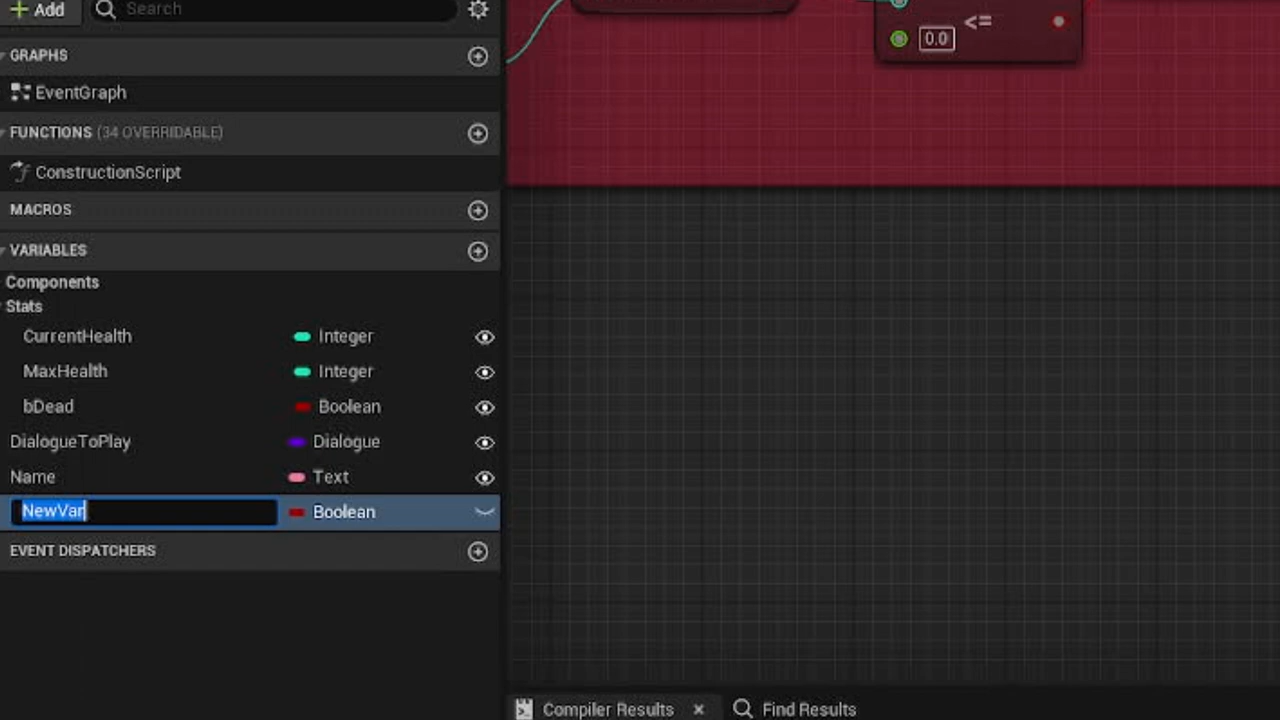 Add
Search
GRAPHS
EventGraph
FUNCTIONS (34 OVERRIDABLE)
ConstructionScript
MACROS
VARIABLES
Components
Stats
CurrentHealth Integer
MaxHealth Integer
bDead Boolean
DialogueToPlay Dialogue
Name Text
NewVar Boolean
EVENT DISPATCHERS
<=
0.0
Compiler Results
Find Results